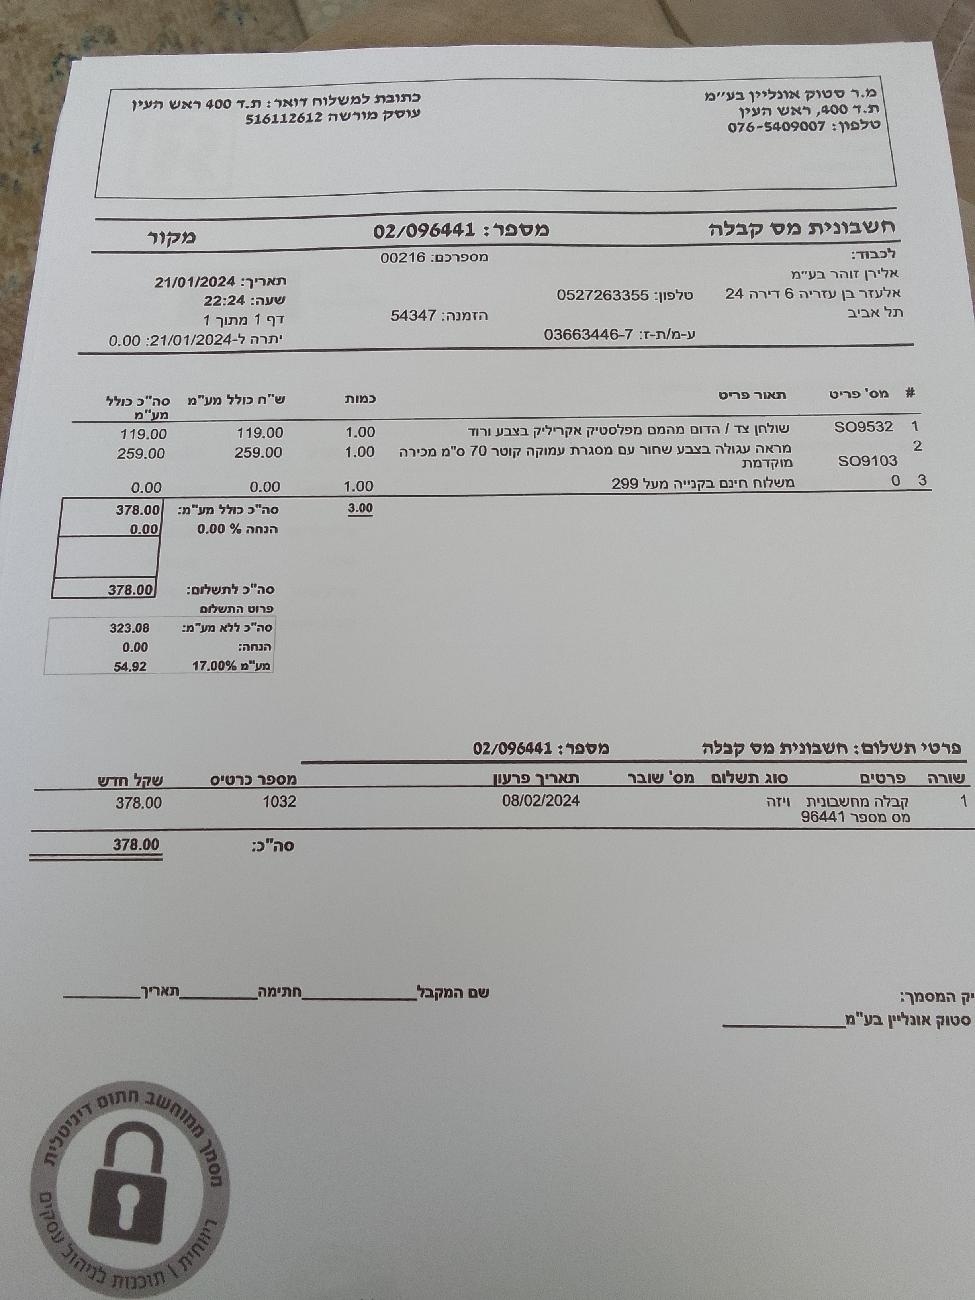 מ.ר סטוק אונליין בע״מ
ת.ד 400, ראש העין
טלפון: 076-5409007
כתובת למשלוח דואר: ת.ד 400 ראש העין
עוסק מורשה 516112612
חשבונית מס קבלה מספר: 02/096441 מקור
לכבוד: מספרכם: 00216
אלירן זוהר בע״מ תאריך: 21/01/2024
אלעזר בן עזריה 6 דירה 24 טלפון: 0527263355 שעה: 22:24
תל אביב הזמנה: 54347 דף 1 מתוך 1
ע-מ/ת-ז: 03663446-7 יתרה ל-21/01/2024: 0.00
# מס' פריט תאור פריט כמות ש"ח כולל מע"מ סה"כ כולל
מע"מ
1 SO9532 שולחן צד / הדום מהמם מפלסטיק אקריליק בצבע ורוד 1.00 119.00 119.00
2 SO9103 מראה עגולה בצבע שחור עם מסגרת עמוקה קוטר 70 ס"מ מכירה 1.00 259.00 259.00
מוקדמת
3 0 משלוח חינם בקנייה מעל 299 1.00 0.00 0.00
3.00 סה"כ כולל מע"מ: 378.00
הנחה % 0.00 0.00
סה"כ לתשלום: 378.00
פרוט התשלום
סה"כ ללא מע"מ: 323.08
הנחה: 0.00
מע"מ 17.00% 54.92
פרטי תשלום: חשבונית מס קבלה מספר: 02/096441
שורה פרטים סוג תשלום מס' שובר תאריך פרעון מספר כרטיס שקל חדש
1 קבלה מחשבונית ויזה 08/02/2024 1032 378.00
מס מספר 96441
סה"כ: 378.00
יק המסמך: שם המקבל חתימה תאריך
סטוק אונליין בע"מ
מסמך ממוחשב חתום דיגיטלית
ריווחית | תוכנות לניהול עסקים